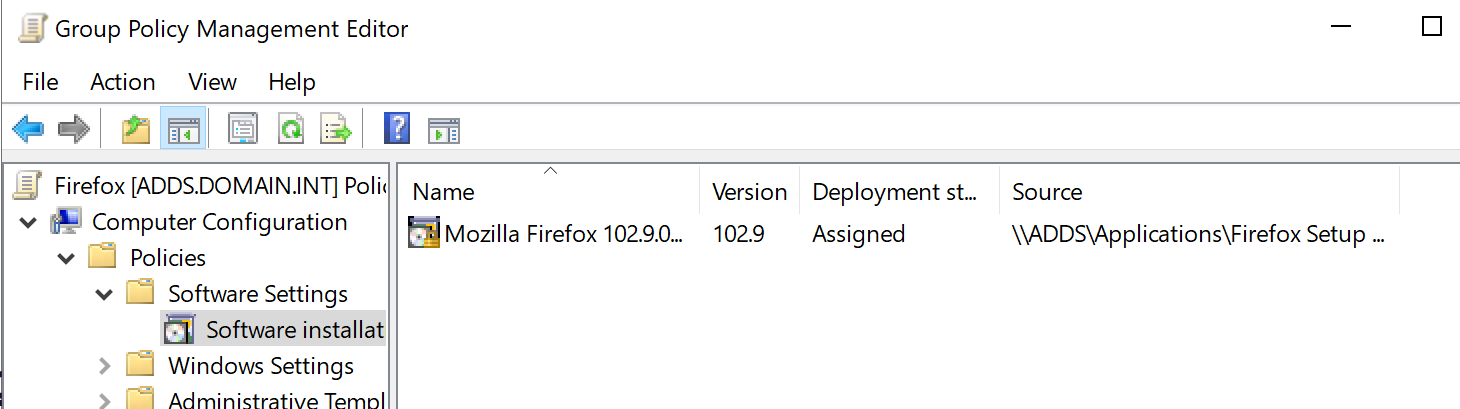 Group Policy Management Editor
File Action View Help
Firefox [ADDS.DOMAIN.INT] Polic
Computer Configuration
Policies
Software Settings
Software installat
Windows Settings
Administrative Templ
Name Version Deployment st... Source
Mozilla Firefox 102.9.0... 102.9 Assigned \\ADDS\Applications\Firefox Setup ...